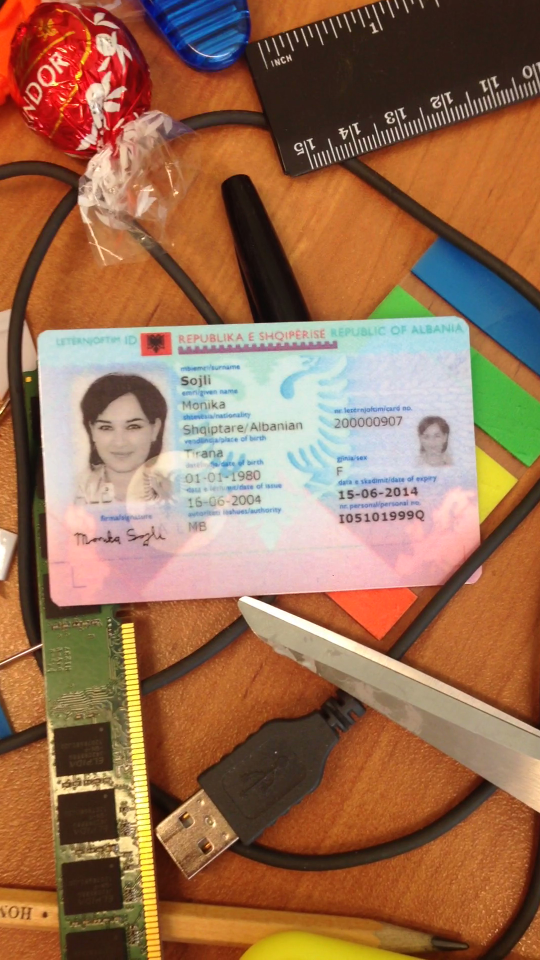 INCH
1
15 14 13 12 11 10
NDOR
LETËRNJOFTIM ID REPUBLIKA E SHQIPËRISË REPUBLIC OF ALBANIA
mbiemri/surname
Sojli
emri/given name
Monika
shtetësia/nationality
Shqiptare/Albanian
nr.letërnjoftimi/card no.
200000907
vendlindja/place of birth
Tirana
datëlindja/date of birth
01-01-1980
gjinia/sex
F
data e lëshimit/date of issue
16-06-2004
data e skadimit/date of expiry
15-06-2014
autoriteti lëshues/authority
MB
nr.personal/personal no.
I05101999Q
firma/signature
Monika Sojli
HOM